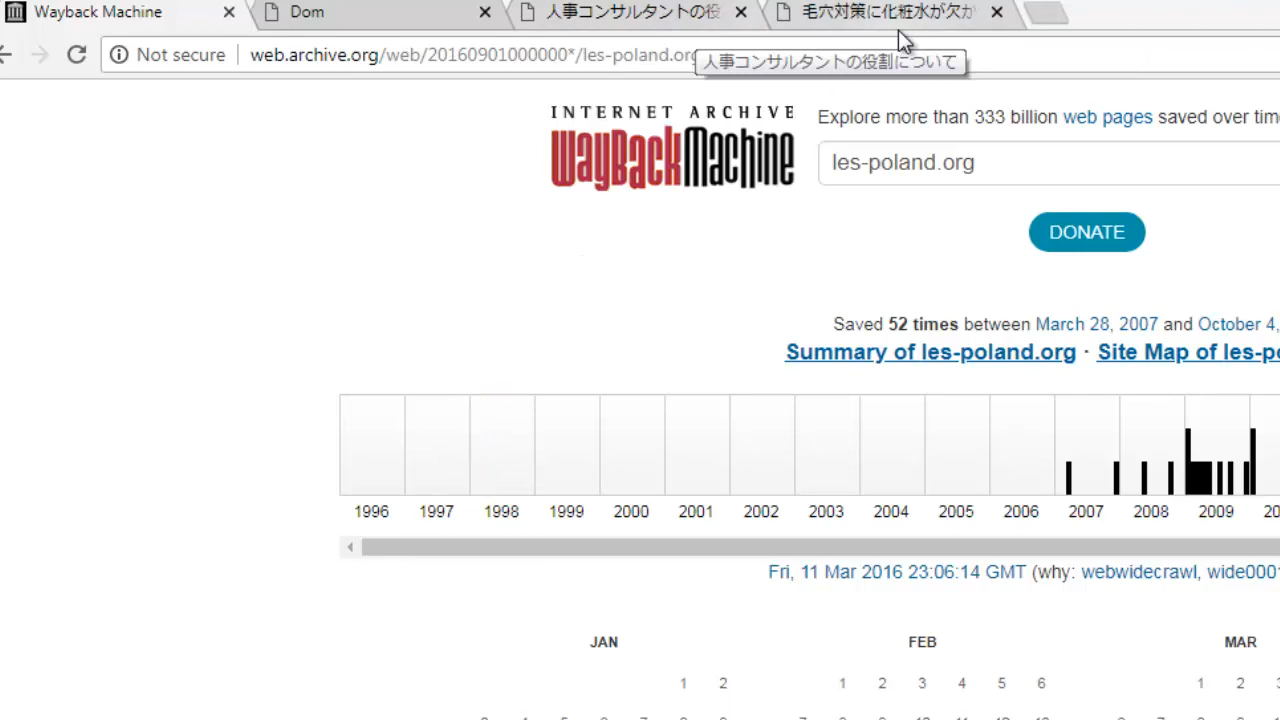 Wayback Machine
Dom
人事コンサルタントの役
毛穴対策に化粧水が欠か
Not secure
web.archive.org/web/20160901000000*/les-poland.org
人事コンサルタントの役割について
INTERNET ARCHIVE
WayBackMachine
Explore more than 333 billion web pages saved over tim
les-poland.org
DONATE
Saved 52 times between March 28, 2007 and October 4,
Summary of les-poland.org · Site Map of les-po
1996 1997 1998 1999 2000 2001 2002 2003 2004 2005 2006 2007 2008 2009 20
Fri, 11 Mar 2016 23:06:14 GMT (why: webwidecrawl, wide000
JAN FEB MAR
1 2 1 2 3 4 5 6 1 2 3